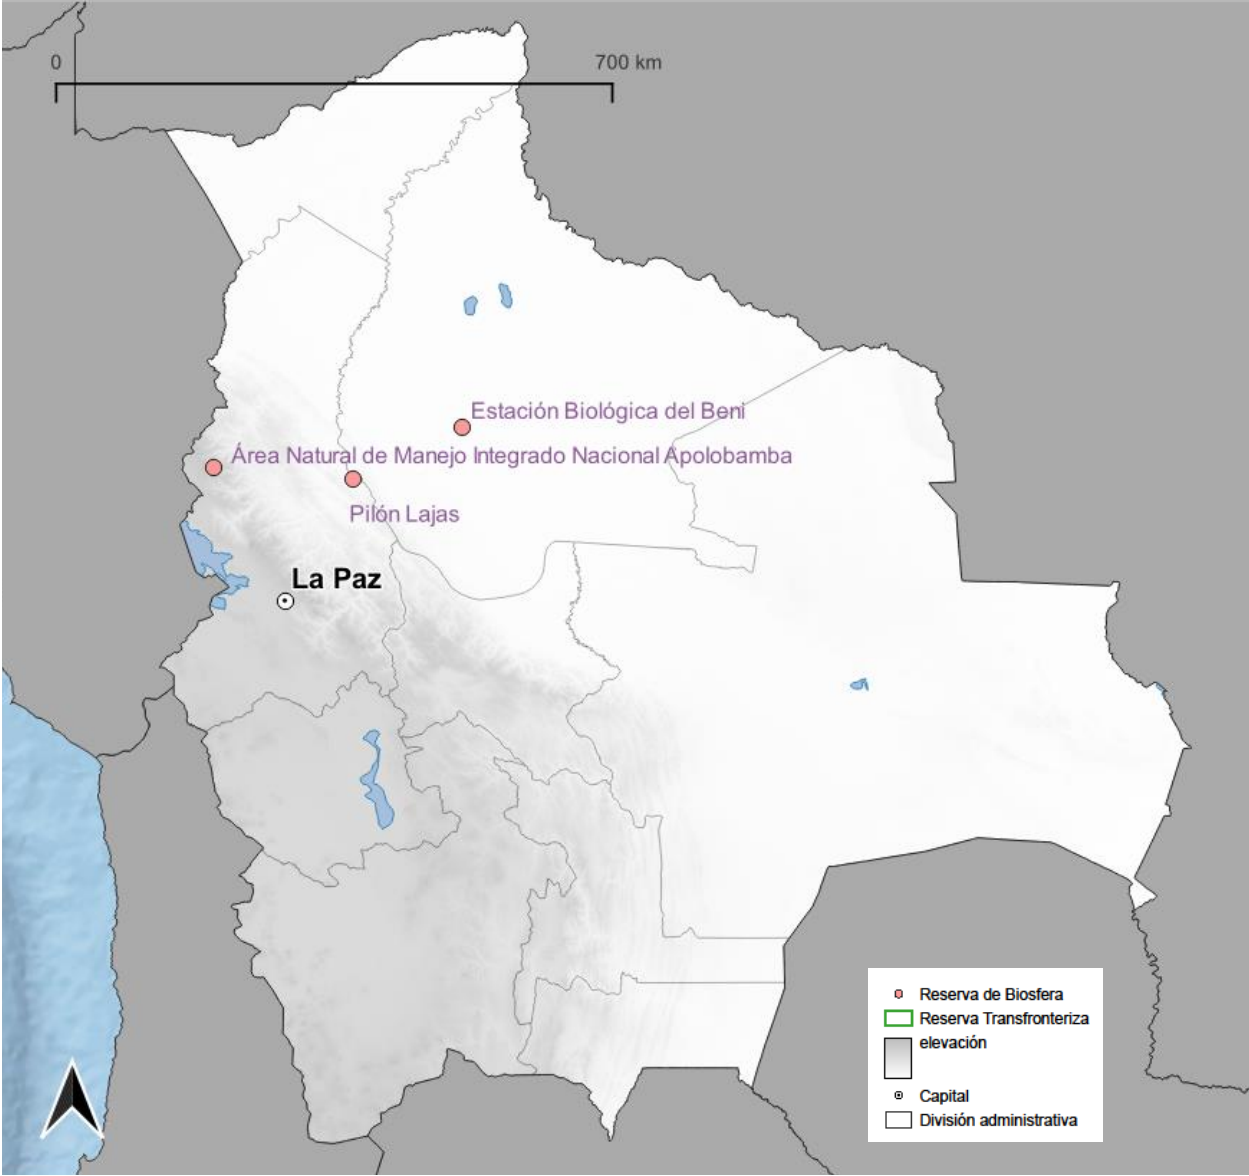 0
700 km
Estación Biológica del Beni
Área Natural de Manejo Integrado Nacional Apolobamba
Pilón Lajas
La Paz
Reserva de Biosfera
Reserva Transfronteriza
elevación
Capital
División administrativa